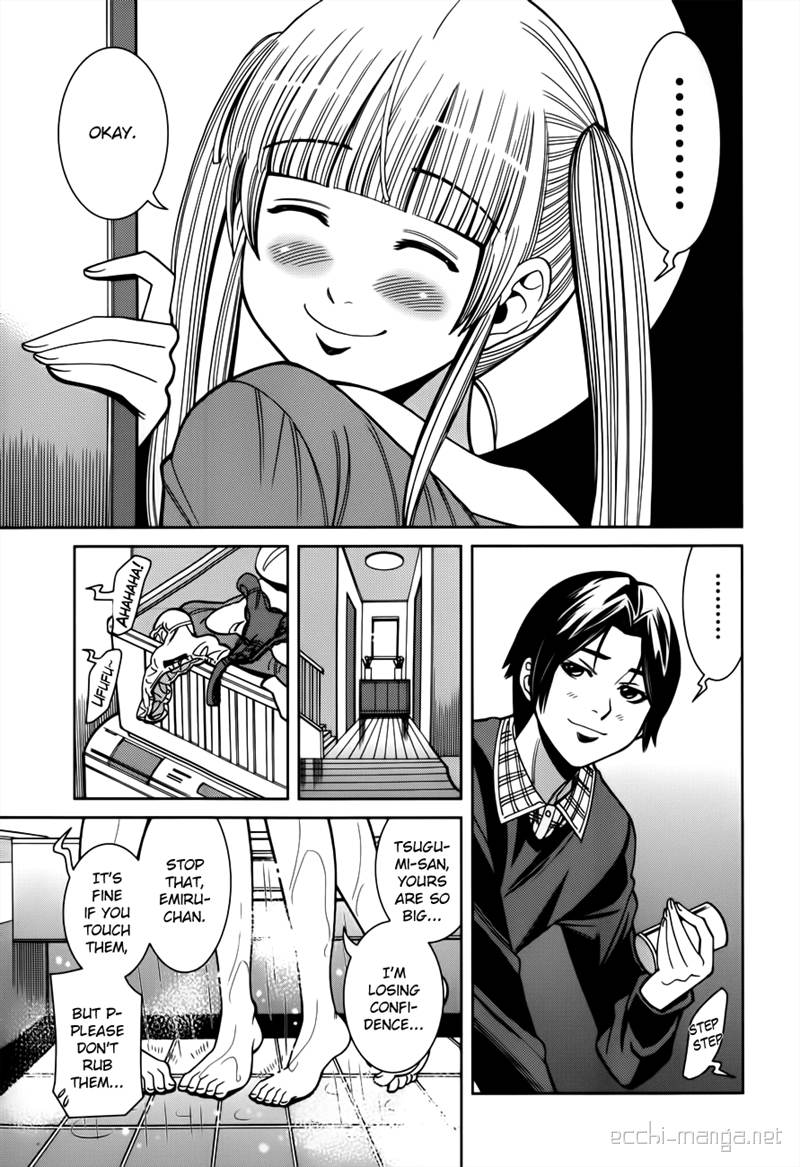 .........
OKAY.
.......
AHAHAHA!
UFUFU~
STEP
STEP
TSUGU-
MI-SAN,
YOURS
ARE SO
BIG...
I'M
LOSING
CONFI-
DENCE...
STOP
THAT,
EMIRU-
CHAN.
IT'S
FINE
IF YOU
TOUCH
THEM,
BUT P-
PLEASE
DON'T
RUB
THEM...
ecchi-manga.net